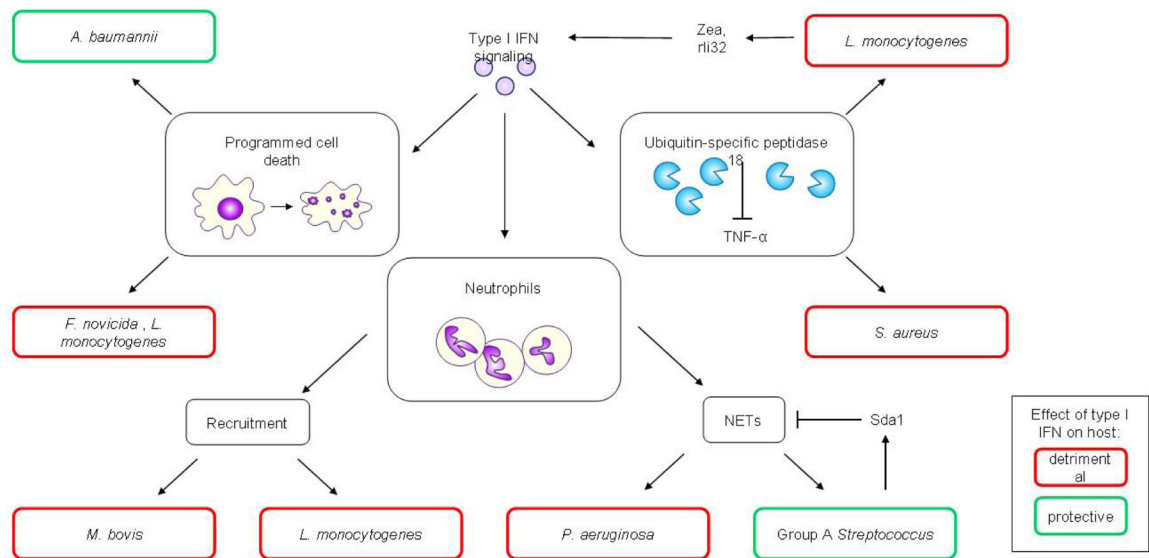 A. baumannii
Type I IFN
signaling
Zea,
rli32
L. monocytogenes
Programmed cell
death
Ubiquitin-specific peptidase
18
TNF-α
Neutrophils
F. novicida , L.
monocytogenes
S. aureus
Recruitment
NETs
Sda1
M. bovis
L. monocytogenes
P. aeruginosa
Group A Streptococcus
Effect of type I
IFN on host:
detriment
al
protective